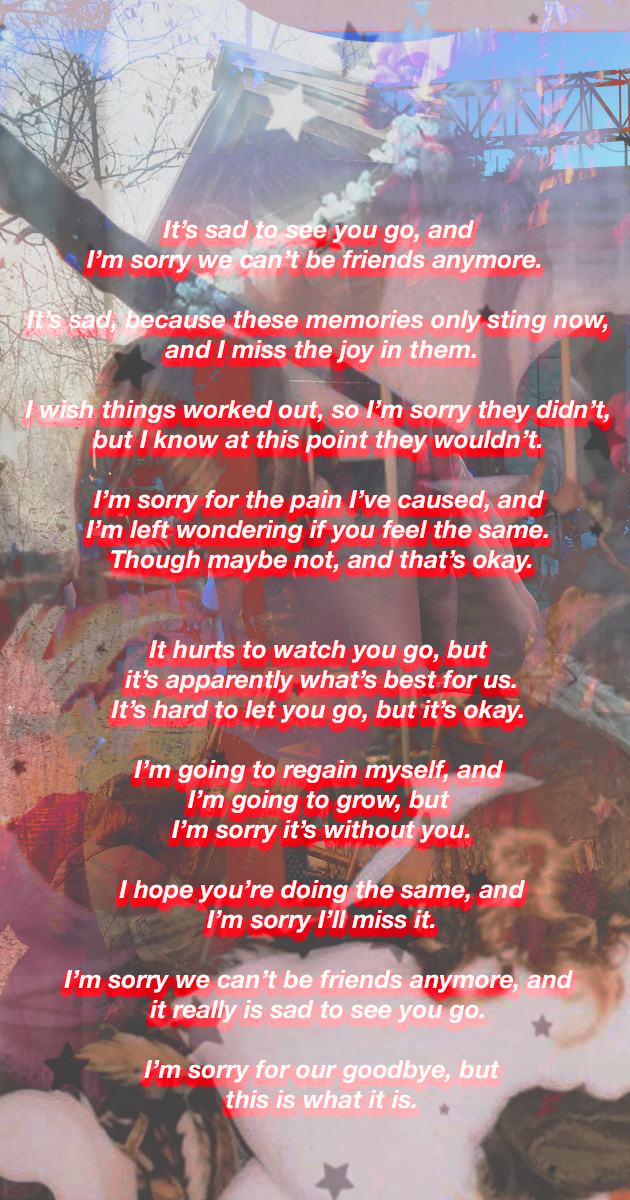 It's sad to see you go, and
I'm sorry we can't be friends anymore.
It's sad, because these memories only sting now,
and I miss the joy in them.
I wish things worked out, so I'm sorry they didn't,
but I know at this point they wouldn't.
I'm sorry for the pain I've caused, and
I'm left wondering if you feel the same.
Though maybe not, and that's okay.
It hurts to watch you go, but
it's apparently what's best for us.
It's hard to let you go, but it's okay.
I'm going to regain myself, and
I'm going to grow, but
I'm sorry it's without you.
I hope you're doing the same, and
I'm sorry I'll miss it.
I'm sorry we can't be friends anymore, and
it really is sad to see you go.
I'm sorry for our goodbye, but
this is what it is.